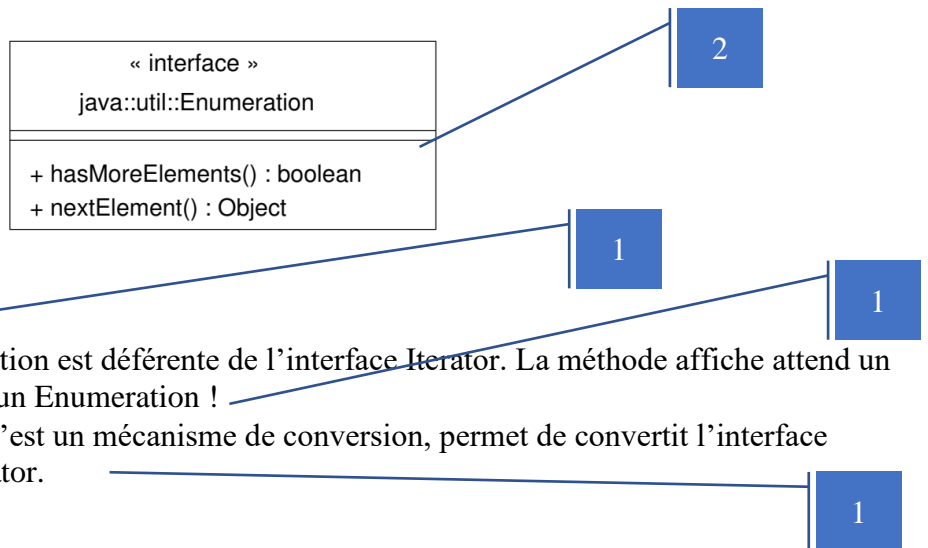 2
« interface »
java::util::Enumeration
+ hasMoreElements() : boolean
+ nextElement() : Object
1
1
tion est déférente de l’interface Iterator. La méthode affiche attend un
un Enumeration !
’est un mécanisme de conversion, permet de convertit l’interface
ator.
1